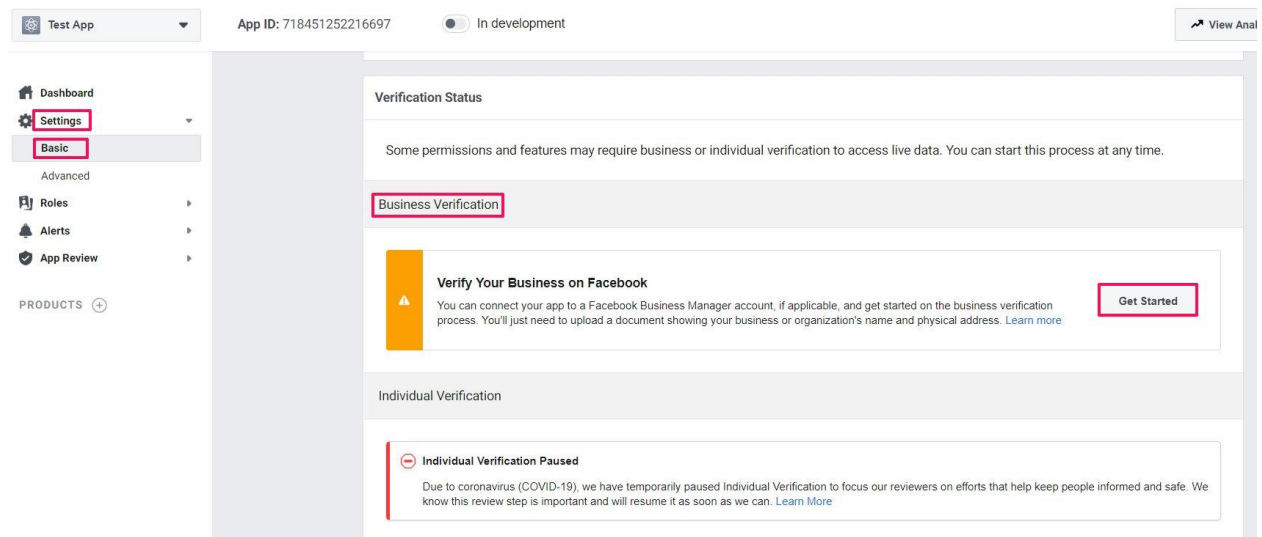 Test App
App ID: 718451252216697
In development
View Anal
Dashboard
Settings
Basic
Advanced
Roles
Alerts
App Review
PRODUCTS
Verification Status
Some permissions and features may require business or individual verification to access live data. You can start this process at any time.
Business Verification
Verify Your Business on Facebook
You can connect your app to a Facebook Business Manager account, if applicable, and get started on the business verification
process. You'll just need to upload a document showing your business or organization's name and physical address. Learn more
Get Started
Individual Verification
Individual Verification Paused
Due to coronavirus (COVID-19), we have temporarily paused Individual Verification to focus our reviewers on efforts that help keep people informed and safe. We
know this review step is important and will resume it as soon as we can. Learn More